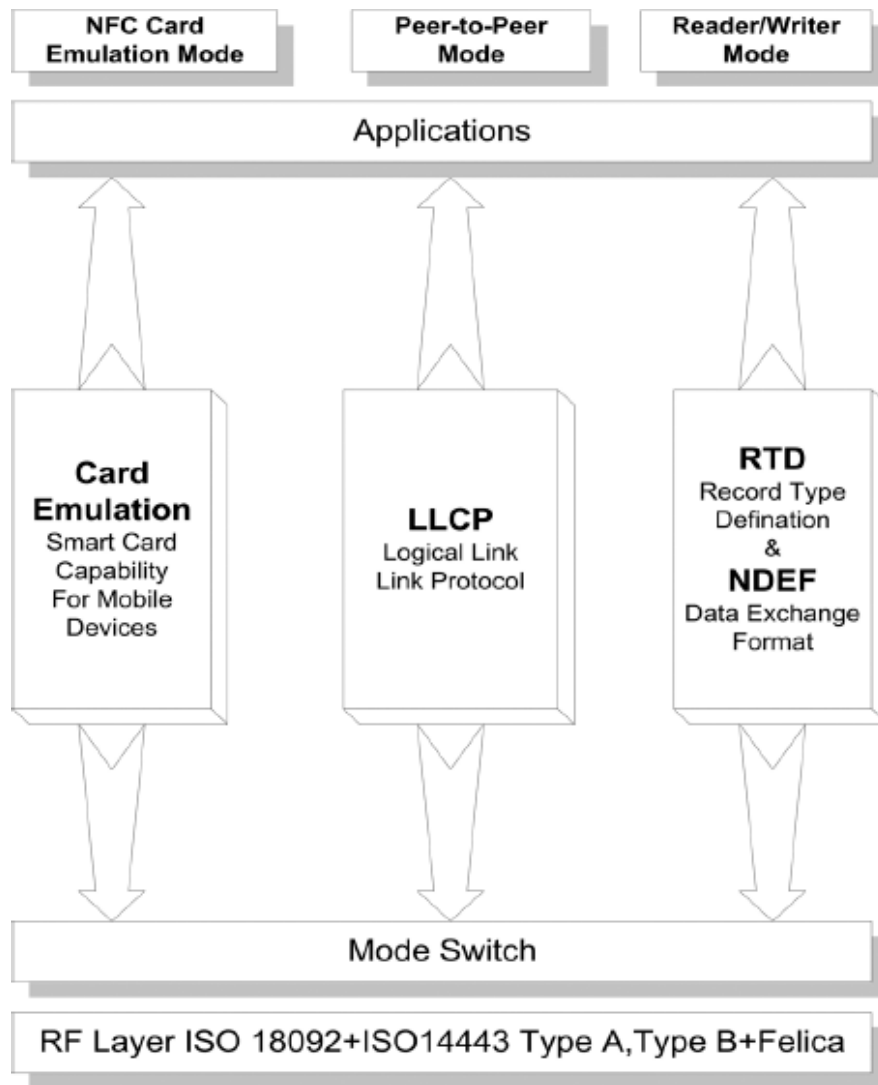 NFC Card
Emulation Mode
Peer-to-Peer
Mode
Reader/Writer
Mode
Applications
Card
Emulation
Smart Card
Capability
For Mobile
Devices
LLCP
Logical Link
Link Protocol
RTD
Record Type
Defination
&
NDEF
Data Exchange
Format
Mode Switch
RF Layer ISO 18092+ISO14443 Type A,Type B+Felica